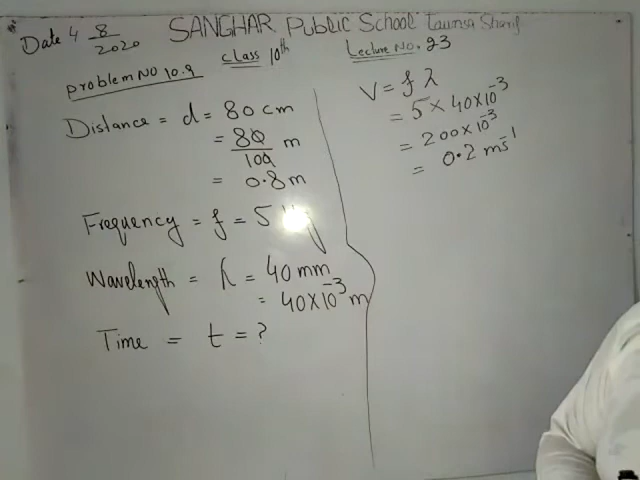 Date 4 8/2020 SANGHAR Public School Taunsa Sharif
Class 10th Lecture No. 23
Problem No 10.9
Distance = d = 80 cm
= 80/100 m
= 0.8 m
Frequency = f = 5
Wavelength = λ = 40 mm
= 40×10⁻³ m
Time = t = ?
V = f λ
= 5 × 40×10⁻³
= 200×10⁻³
= 0.2 ms⁻¹